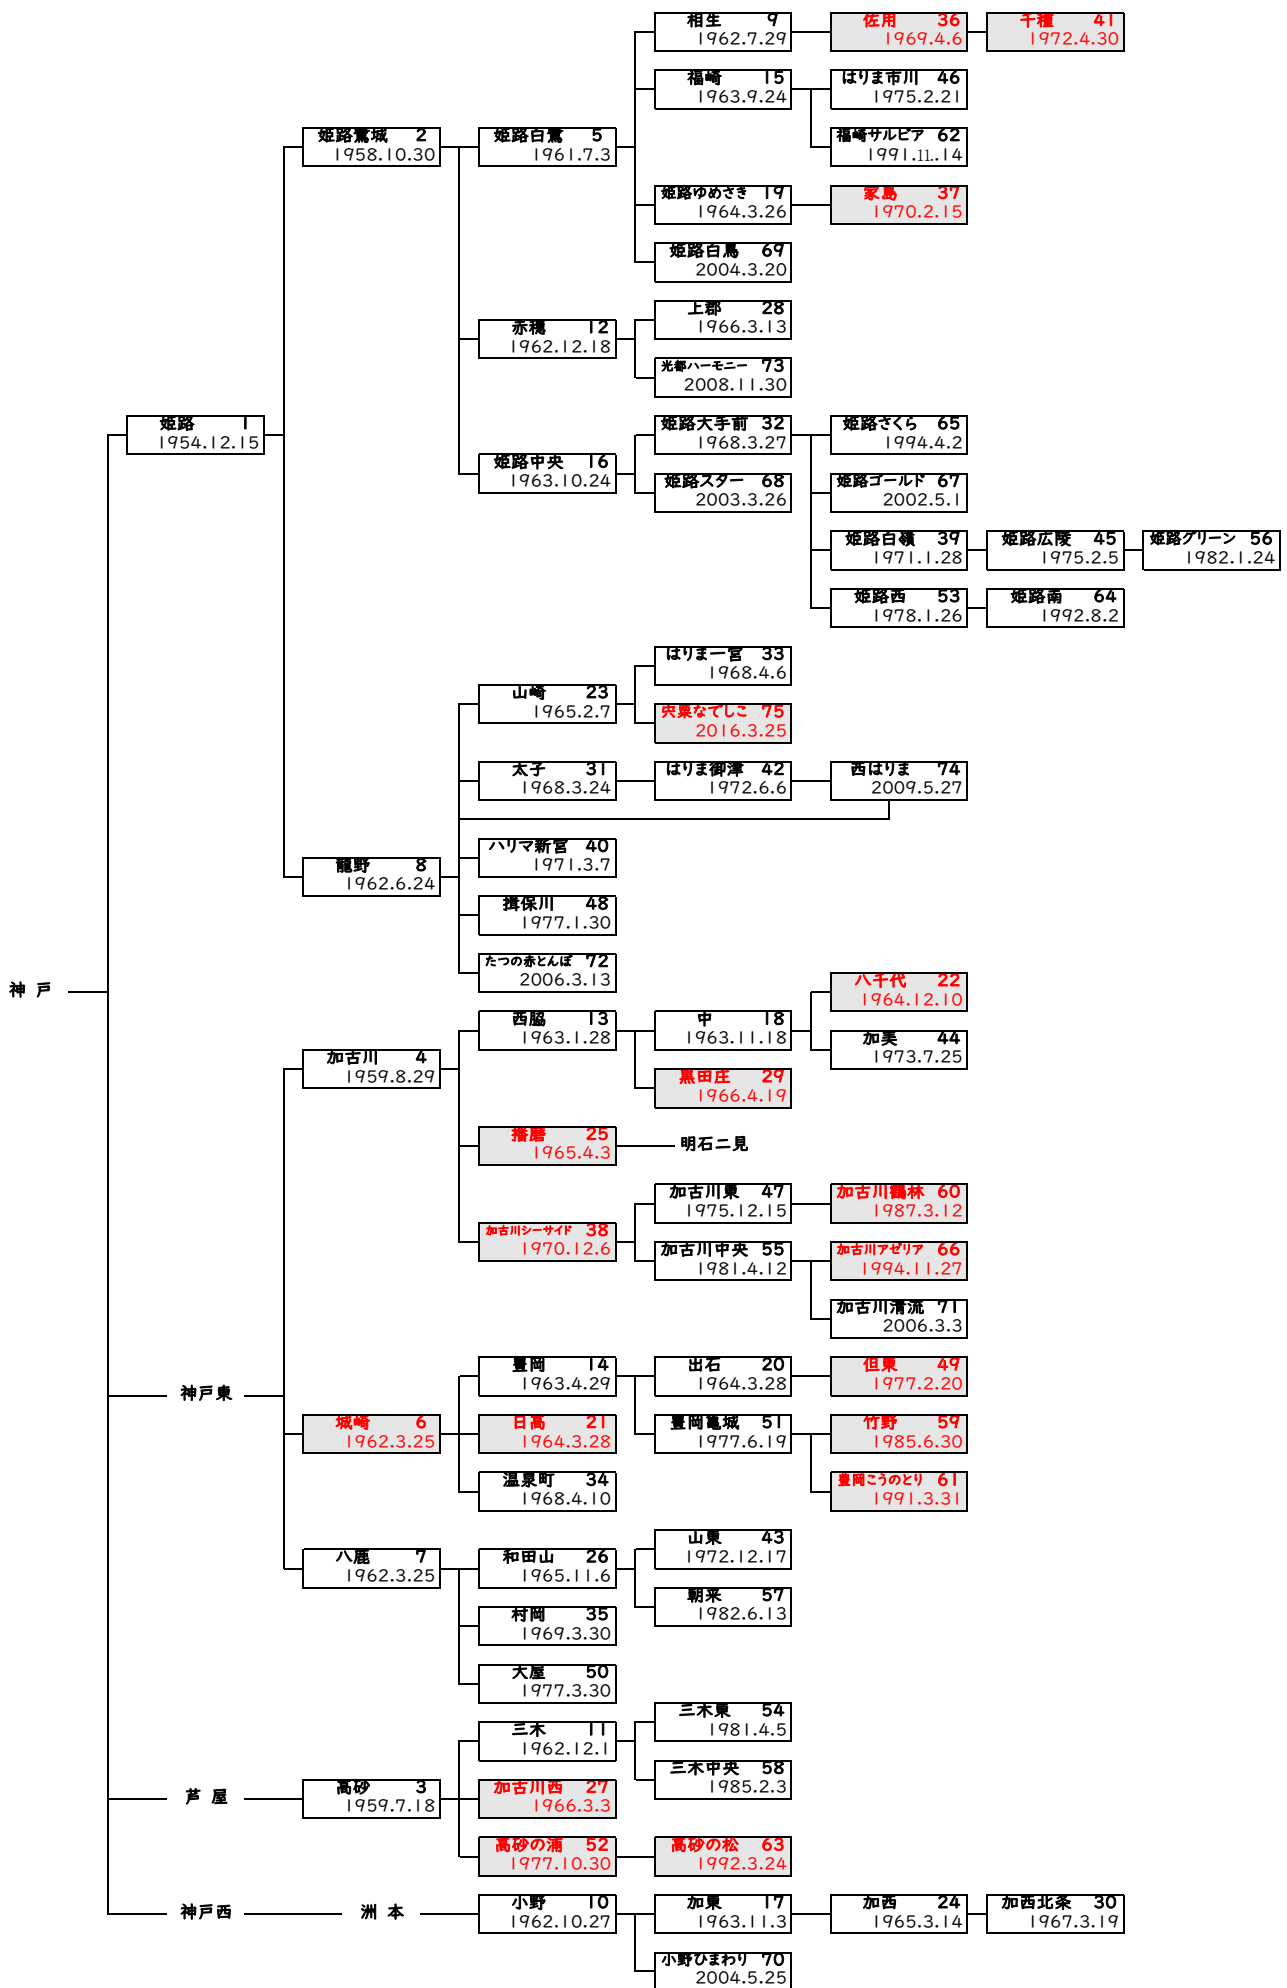 相生 9
1962.7.29
佐用 36
1969.4.6
千種 41
1972.4.30
福崎 15
1963.9.24
はりま市川 46
1975.2.21
姫路鷺城 2
1958.10.30
姫路白鷺 5
1961.7.3
福崎サルビア 62
1991.11.14
姫路ゆめさき 19
1964.3.26
家島 37
1970.2.15
姫路白鳥 69
2004.3.20
赤穂 12
1962.12.18
上郡 28
1966.3.13
光都ハーモニー 73
2008.11.30
姫路 1
1954.12.15
姫路大手前 32
1968.3.27
姫路さくら 65
1994.4.2
姫路中央 16
1963.10.24
姫路スター 68
2003.3.26
姫路ゴールド 67
2002.5.1
姫路白嶺 39
1971.1.28
姫路広陵 45
1975.2.5
姫路グリーン 56
1982.1.24
姫路西 53
1978.1.26
姫路南 64
1992.8.2
はりま一宮 33
1968.4.6
山崎 23
1965.2.7
宍粟なでしこ 75
2016.3.25
太子 31
1968.3.24
はりま御津 42
1972.6.6
西はりま 74
2009.5.27
ハリマ新宮 40
1971.3.7
龍野 8
1962.6.24
揖保川 48
1977.1.30
たつの赤とんぼ 72
2006.3.13
神戸
八千代 22
1964.12.10
西脇 13
1963.1.28
中 18
1963.11.18
加美 44
1973.7.25
加古川 4
1959.8.29
黒田庄 29
1966.4.19
播磨 25
1965.4.3
明石二見
加古川東 47
1975.12.15
加古川鶴林 60
1987.3.12
加古川シーサイド 38
1970.12.6
加古川中央 55
1981.4.12
加古川アゼリア 66
1994.11.27
加古川清流 71
2006.3.3
豊岡 14
1963.4.29
出石 20
1964.3.28
但東 49
1977.2.20
神戸東
城崎 6
1962.3.25
日高 21
1964.3.28
豊岡亀城 51
1977.6.19
竹野 59
1985.6.30
温泉町 34
1968.4.10
豊岡こうのとり 61
1991.3.31
八鹿 7
1962.3.25
和田山 26
1965.11.6
山東 43
1972.12.17
朝来 57
1982.6.13
村岡 35
1969.3.30
大屋 50
1977.3.30
三木 11
1962.12.1
三木東 54
1981.4.5
三木中央 58
1985.2.3
芦屋
高砂 3
1959.7.18
加古川西 27
1966.3.3
高砂の浦 52
1977.10.30
高砂の松 63
1992.3.24
神戸西
洲本
小野 10
1962.10.27
加東 17
1963.11.3
加西 24
1965.3.14
加西北条 30
1967.3.19
小野ひまわり 70
2004.5.25